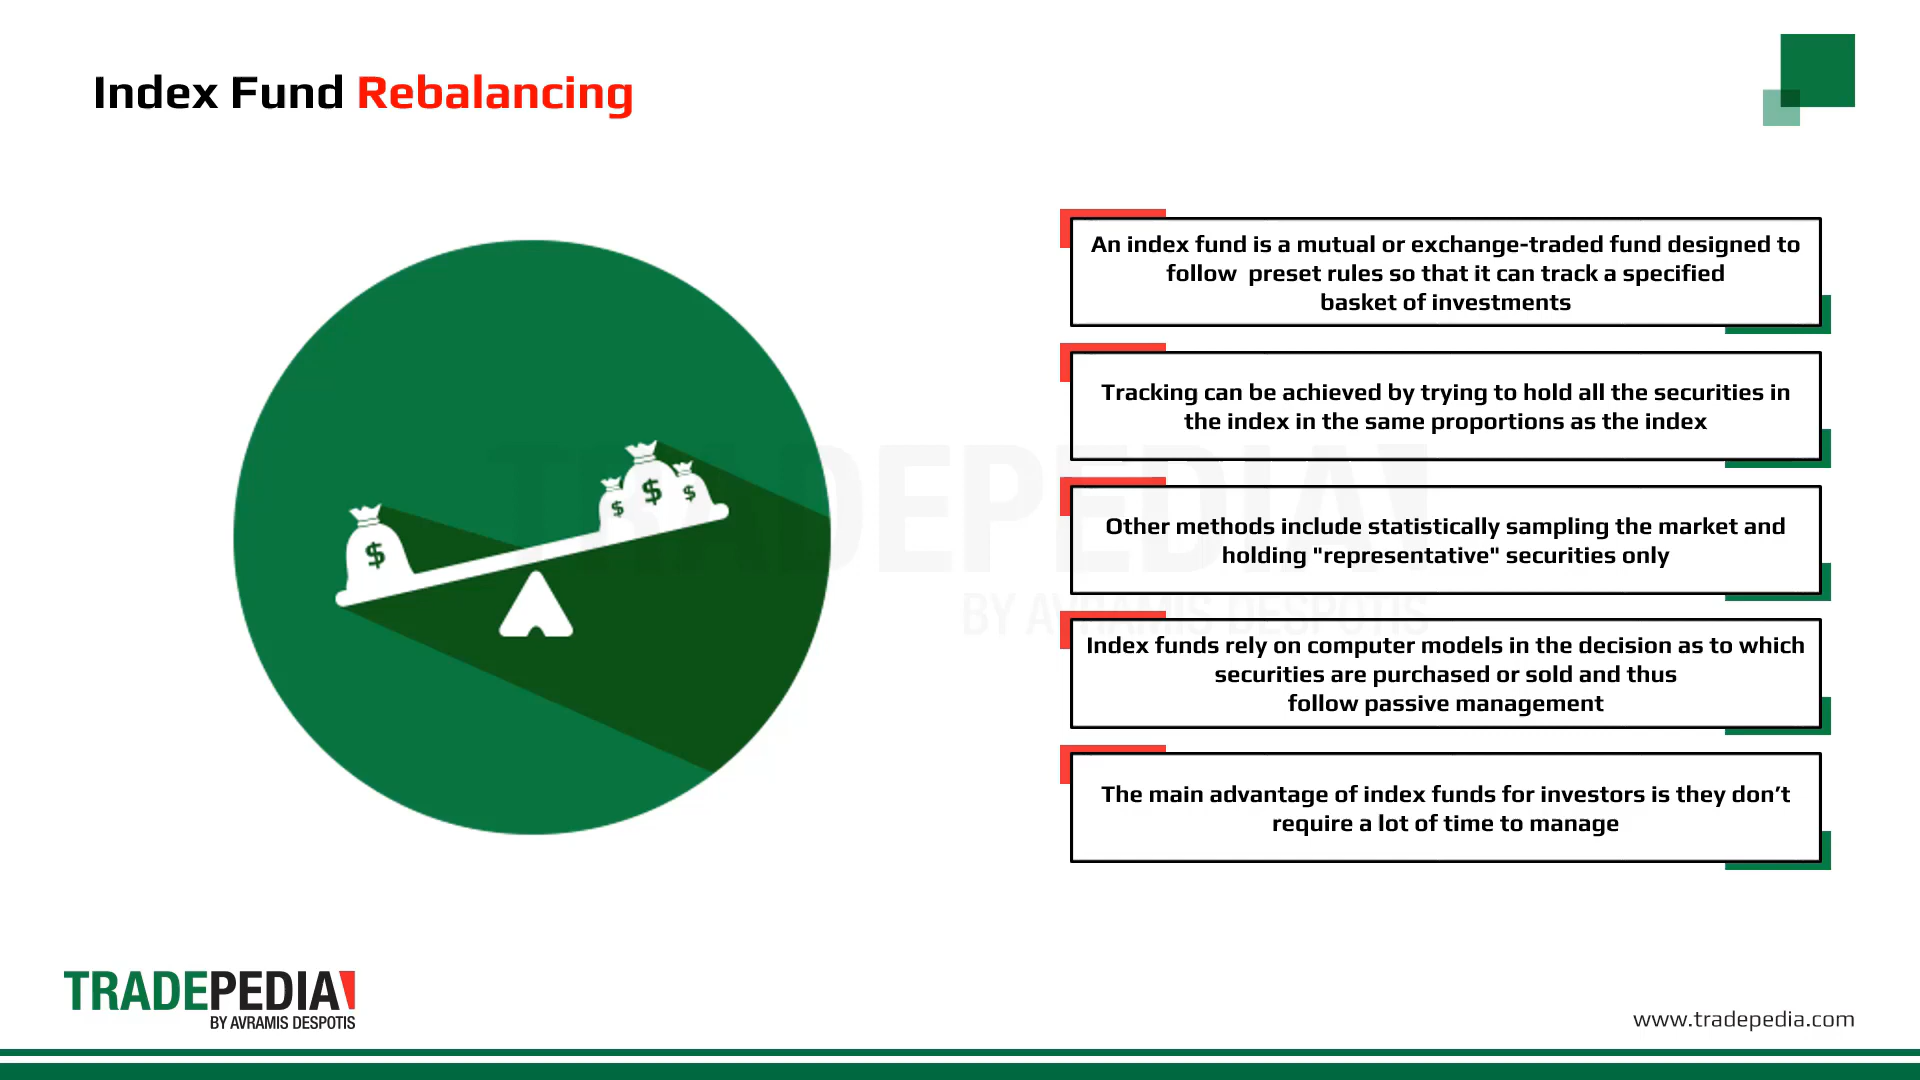 Index Fund Rebalancing
An index fund is a mutual or exchange-traded fund designed to
follow  preset rules so that it can track a specified
basket of investments
Tracking can be achieved by trying to hold all the securities in
the index in the same proportions as the index
Other methods include statistically sampling the market and
holding "representative" securities only
Index funds rely on computer models in the decision as to which
securities are purchased or sold and thus
follow passive management
The main advantage of index funds for investors is they don’t
require a lot of time to manage
$
$
$
$
TRADEPEDIA
BY AVRAMIS DESPOTIS
TRADEPEDIA
BY AVRAMIS DESPOTIS
www.tradepedia.com